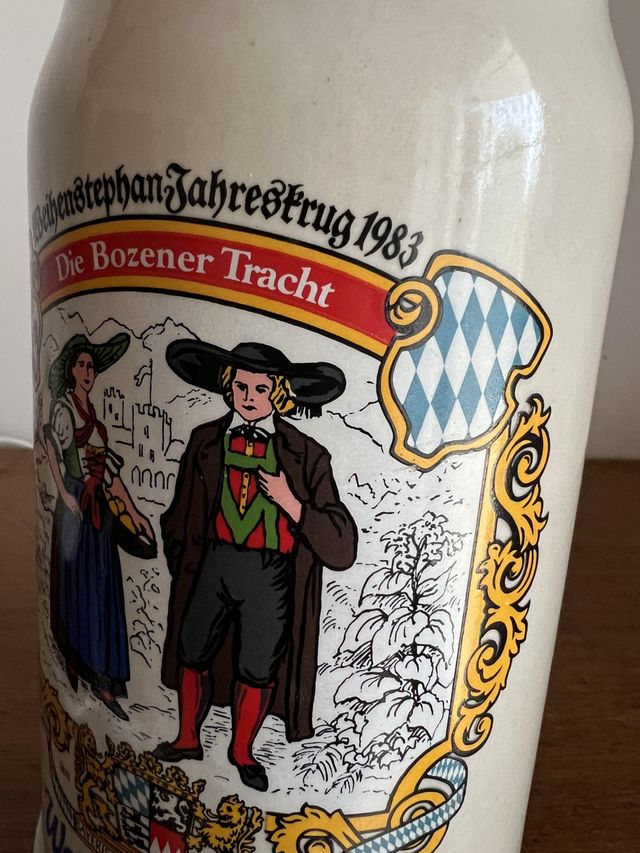 Weihenstephan Jahreskrug 1983
Die Bozener Tracht